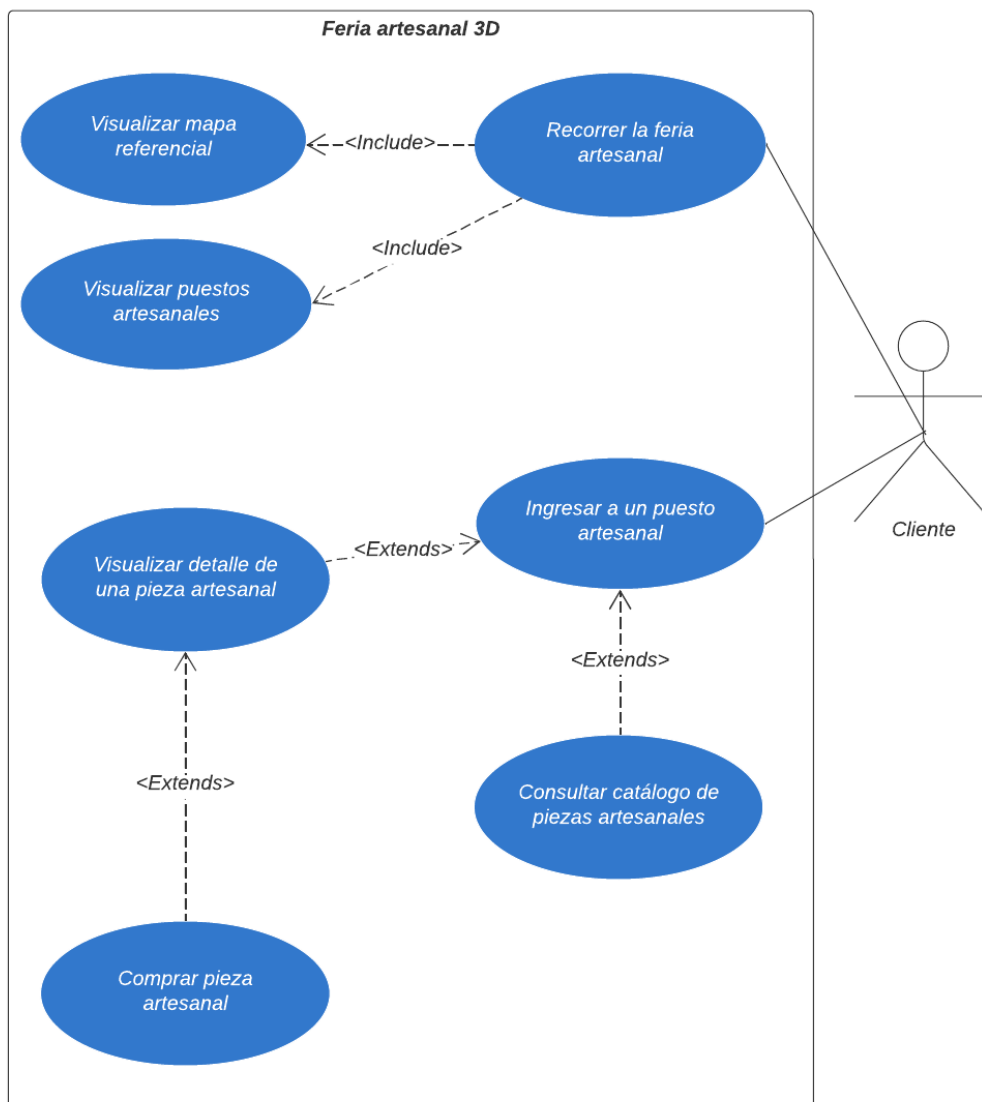 Feria artesanal 3D
Visualizar mapa
referencial
<Include>
Recorrer la feria
artesanal
<Include>
Visualizar puestos
artesanales
Ingresar a un puesto
artesanal
Cliente
<Extends>
Visualizar detalle de
una pieza artesanal
<Extends>
<Extends>
Consultar catálogo de
piezas artesanales
Comprar pieza
artesanal